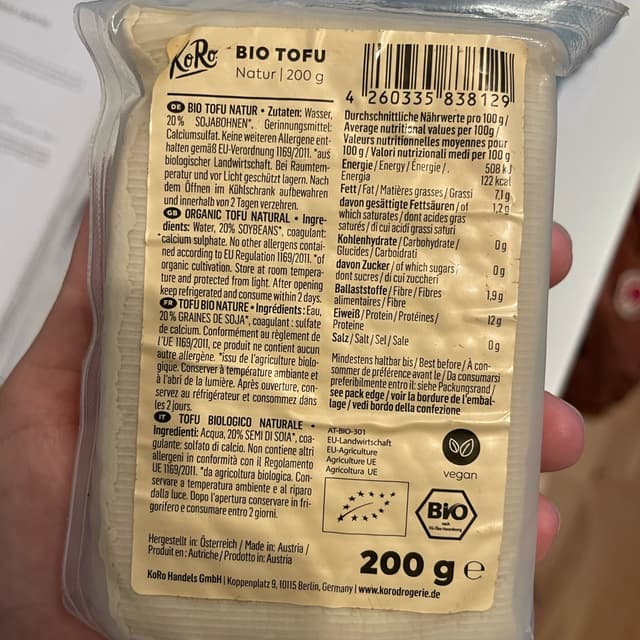 KoRo
BIO TOFU
Natur | 200 g
4 260335 838129
DE BIO TOFU NATUR • Zutaten: Wasser,
20% SOJABOHNEN*, Gerinnungsmittel:
Calciumsulfat. Keine weiteren Allergene ent-
halten gemäß EU-Verordnung 1169/2011. *aus
biologischer Landwirtschaft. Bei Raumtem-
peratur und vor Licht geschützt lagern. Nach
dem Öffnen im Kühlschrank aufbewahren
und innerhalb von 2 Tagen verzehren.
GB ORGANIC TOFU NATURAL • Ingre-
dients: Water, 20% SOYBEANS*, coagulant:
calcium sulphate. No other allergens contai-
ned according to EU Regulation 1169/2011. *of
organic cultivation. Store at room tempera-
ture and protected from light. After opening
keep refrigerated and consume within 2 days.
FR TOFU BIO NATURE • Ingrédients: Eau,
20% GRAINES DE SOJA*, coagulant : sulfate
de calcium. Conformément au règlement de
l'UE 1169/2011, ce produit ne contient aucun
autre allergène. *issu de l'agriculture biolo-
gique. Conserver à température ambiante et
à l'abri de la lumière. Après ouverture, con-
servez au réfrigérateur et consommez dans
les 2 jours.
IT TOFU BIOLOGICO NATURALE •
Ingredienti: Acqua, 20% SEMI DI SOIA*, coa-
gulante: solfato di calcio. Non contiene altri
allergeni in conformità con il Regolamento
UE 1169/2011. *da agricoltura biologica. Con-
servare a temperatura ambiente e al riparo
dalla luce. Dopo l'apertura conservare in fri-
gorifero e consumare entro 2 giorni.
Durchschnittliche Nährwerte pro 100 g/
Average nutritional values per 100g/
Valeurs nutritionnelles moyennes pour
100 g/Valori nutrizionali medi per 100 g
Energie/Energy/Énergie/ 508 kJ
Energia 122 kcal
Fett/Fat/Matières grasses/Grassi 7,1 g
davon gesättigte Fettsäuren/of 1,2 g
which saturates/dont acides gras
saturés/di cui acidi grassi saturi
Kohlenhydrate/Carbohydrate/ 0 g
Glucides/Carboidrati
davon Zucker/of which sugars/ 0 g
dont sucres/di cui zuccheri
Ballaststoffe/Fibre/Fibres 1,9 g
alimentaires/Fibre
Eiweiß/Protein/Protéines/ 12 g
Proteine
Salz/Salt/Sel/Sale 0 g
Mindestens haltbar bis/Best before/À con-
sommer de préférence avant le/Da consumarsi
preferibilmente entro il: siehe Packungsrand/
see pack edge/voir la bordure de l'embal-
lage/vedi bordo della confezione
AT-BIO-301
EU-Landwirtschaft
EU-Agriculture
Agriculture UE
Agricoltura UE
vegan
Bio
nach
EG-Öko-Verordnung
Hergestellt in: Österreich / Made in: Austria /
Produit en: Autriche / Prodotto in: Austria
200 g e
KoRo Handels GmbH | Koppenplatz 9, 10115 Berlin, Germany | www.korodrogerie.de